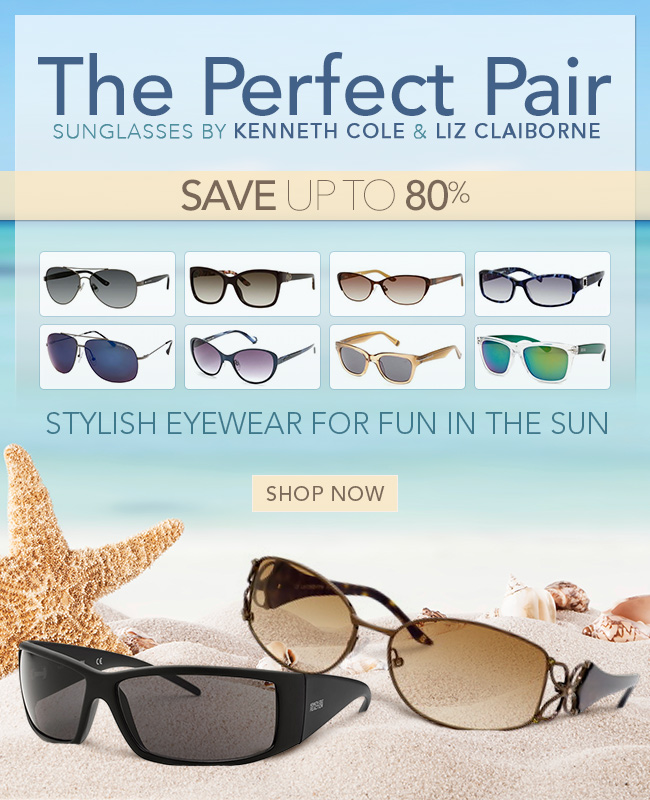 The Perfect Pair
SUNGLASSES BY KENNETH COLE & LIZ CLAIBORNE
SAVE UP TO 80%
STYLISH EYEWEAR FOR FUN IN THE SUN
SHOP NOW